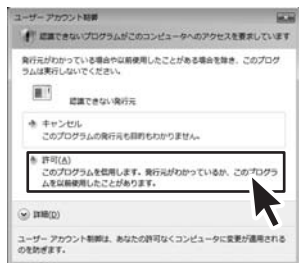 ユーザー アカウント制御
認識できないプログラムがこのコンピュータへのアクセスを要求しています
発行元がわかっている場合や以前使用したことがある場合を除き、このプログ
ラムは実行しないでください。
認識できない発行元
キャンセル
このプログラムの発行元も目的もわかりません。
許可(A)
このプログラムを信用します。発行元がわかっているか、このプログラ
ムを以前使用したことがあります。
詳細(D)
ユーザー アカウント制御は、あなたの許可なくコンピュータに変更が適用される
のを防ぎます。